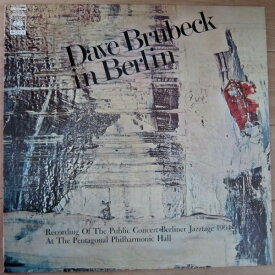 Dave Brubeck
in Berlin
Recording Of The Public Concert Berliner Jazztage 1964
At The Pentagonal Philharmonic Hall